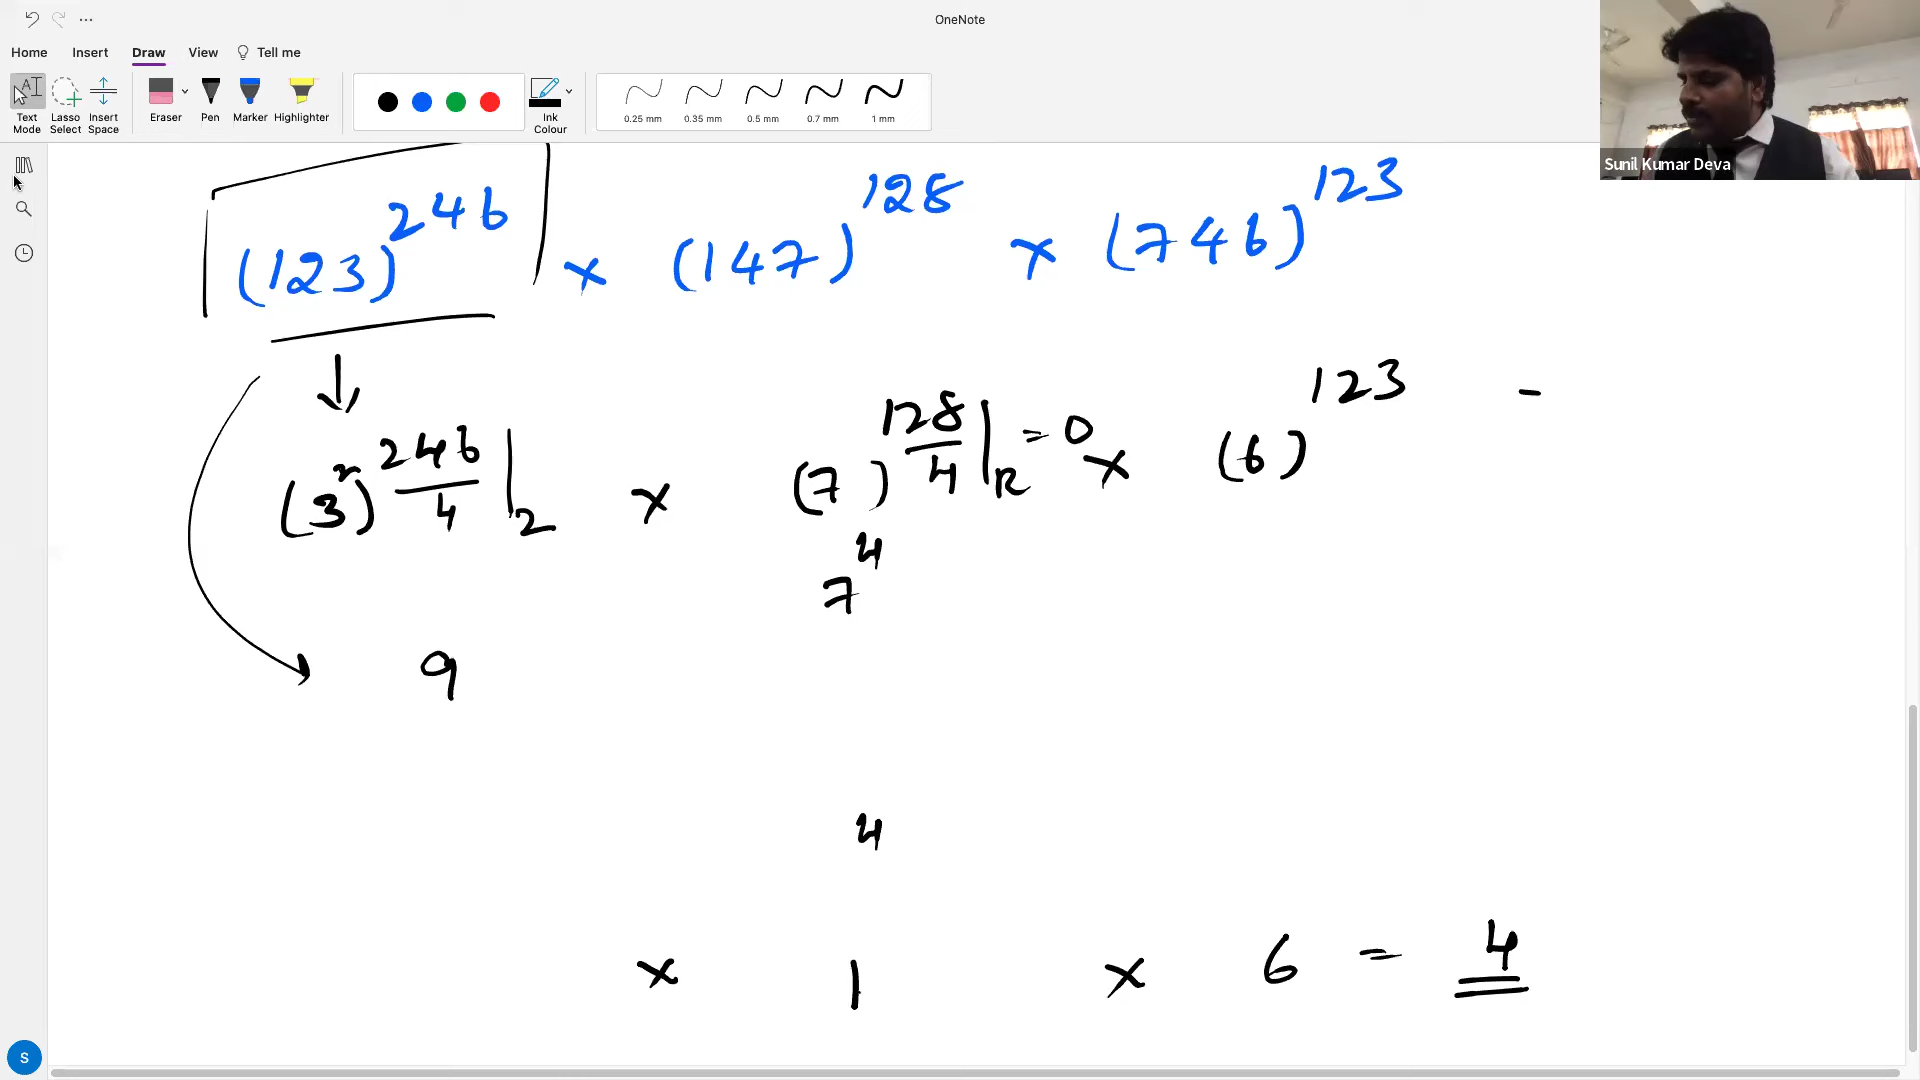 OneNote
Home Insert Draw View Tell me
Text Mode Lasso Select Insert Space Eraser Pen Marker Highlighter Ink Colour 0.25 mm 0.35 mm 0.5 mm 0.7 mm 1 mm
Sunil Kumar Deva
(123)^246 × (147)^128 × (746)^123
(3²)^246/4|2 × (7)^128/4|R = 0 × (6)^123 -
7^4
9
4
× 1 × 6 = 4
S